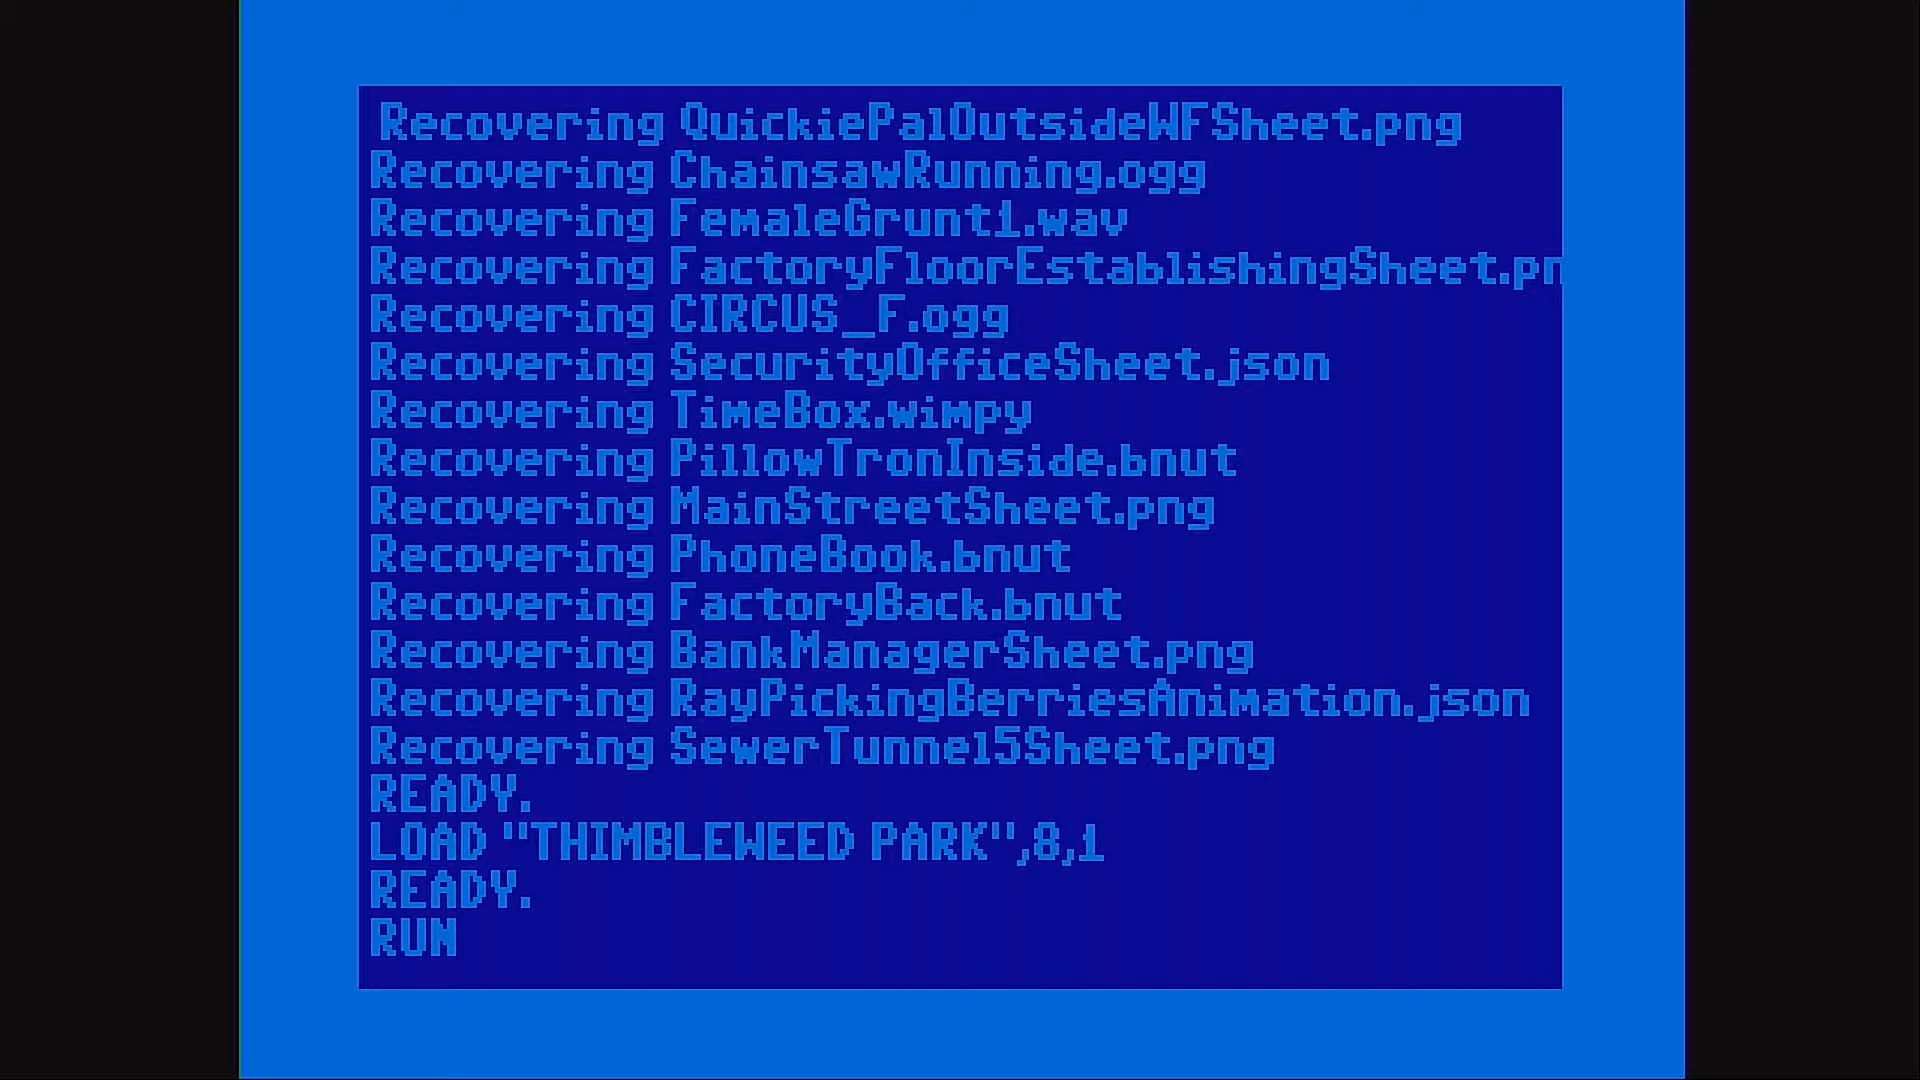 Recovering QuickiePalOutsideWFSheet.png
Recovering ChainsawRunning.ogg
Recovering FemaleGrunt1.wav
Recovering FactoryFloorEstablishingSheet.pn
Recovering CIRCUS_F.ogg
Recovering SecurityOfficeSheet.json
Recovering TimeBox.wimpy
Recovering PillowTronInside.bnut
Recovering MainStreetSheet.png
Recovering PhoneBook.bnut
Recovering FactoryBack.bnut
Recovering BankManagerSheet.png
Recovering RayPickingBerriesAnimation.json
Recovering SewerTunnel5Sheet.png
READY.
LOAD "THIMBLEWEED PARK",8,1
READY.
RUN